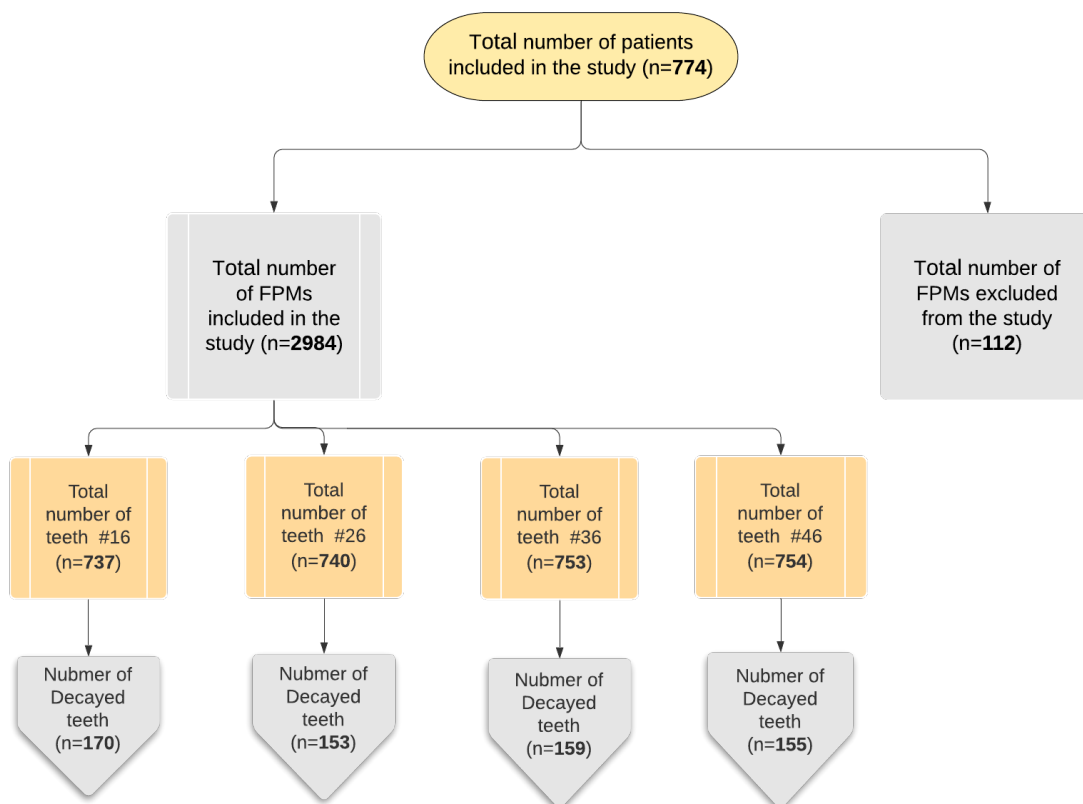 Total number of patients
included in the study (n=774)
Total number
of FPMs
included in the
study (n=2984)
Total number of
FPMs excluded
from the study
(n=112)
Total
number of
teeth #16
(n=737)
Total
number of
teeth #26
(n=740)
Total
number of
teeth #36
(n=753)
Total
number of
teeth #46
(n=754)
Nubmer of
Decayed
teeth
(n=170)
Nubmer of
Decayed
teeth
(n=153)
Nubmer of
Decayed
teeth
(n=159)
Nubmer of
Decayed
teeth
(n=155)